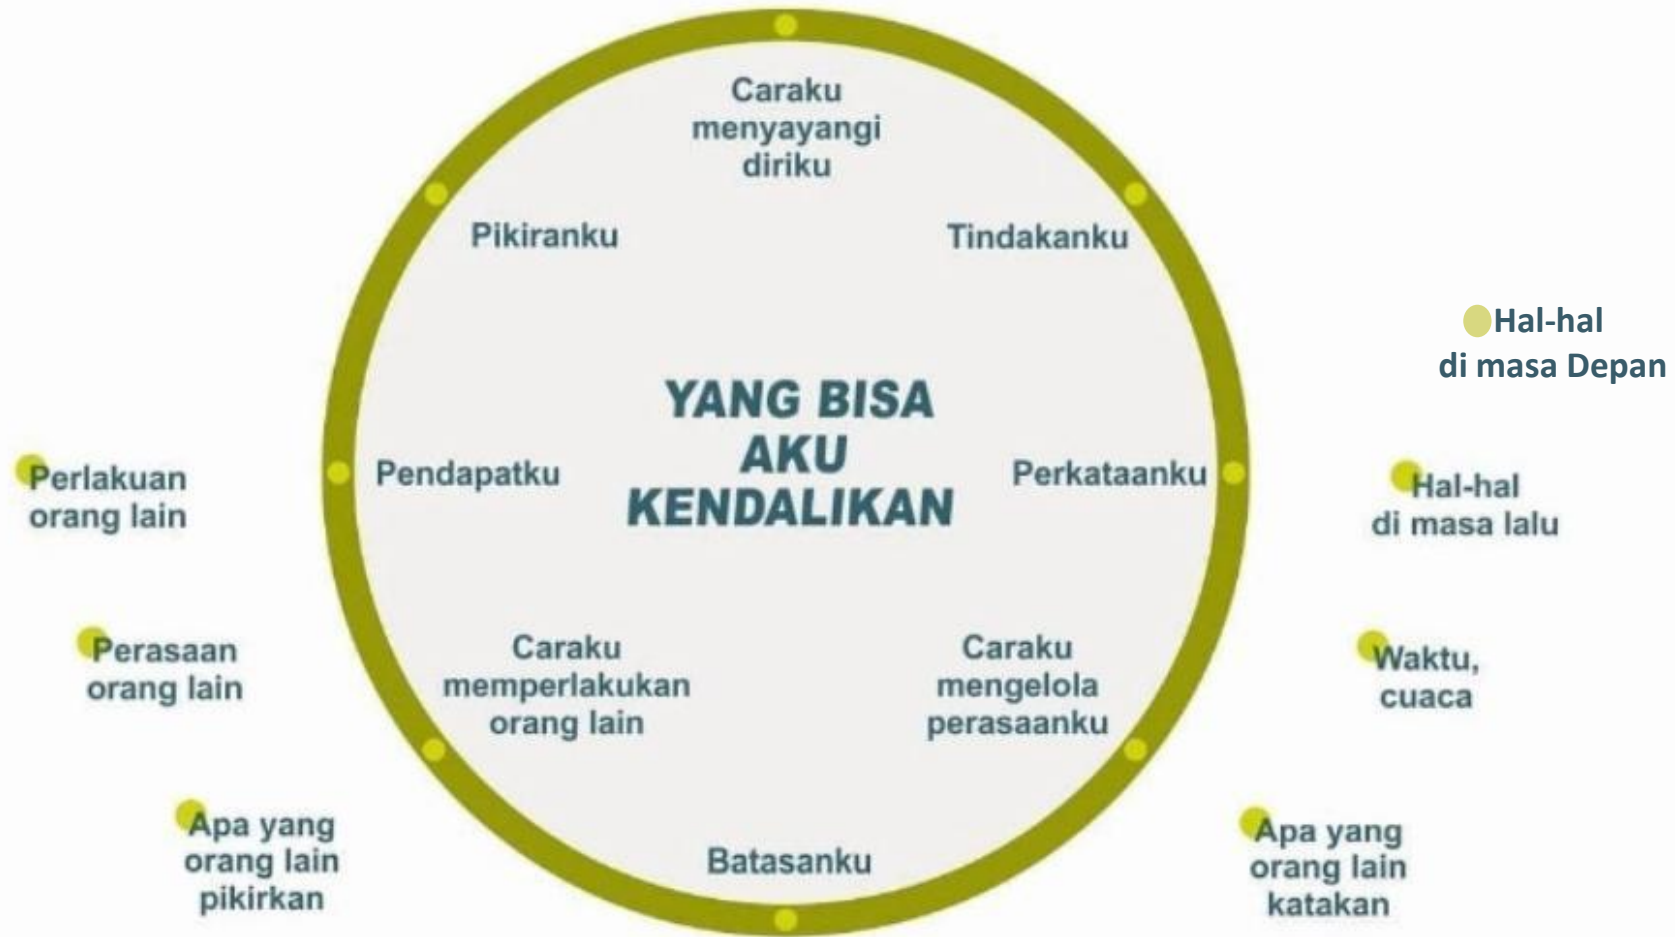 Caraku
menyayangi
diriku
Pikiranku
Tindakanku
YANG BISA
AKU
KENDALIKAN
Pendapatku
Perkataanku
Caraku
memperlakukan
orang lain
Caraku
mengelola
perasaanku
Batasanku
Perlakuan
orang lain
Perasaan
orang lain
Apa yang
orang lain
pikirkan
Hal-hal
di masa Depan
Hal-hal
di masa lalu
Waktu,
cuaca
Apa yang
orang lain
katakan